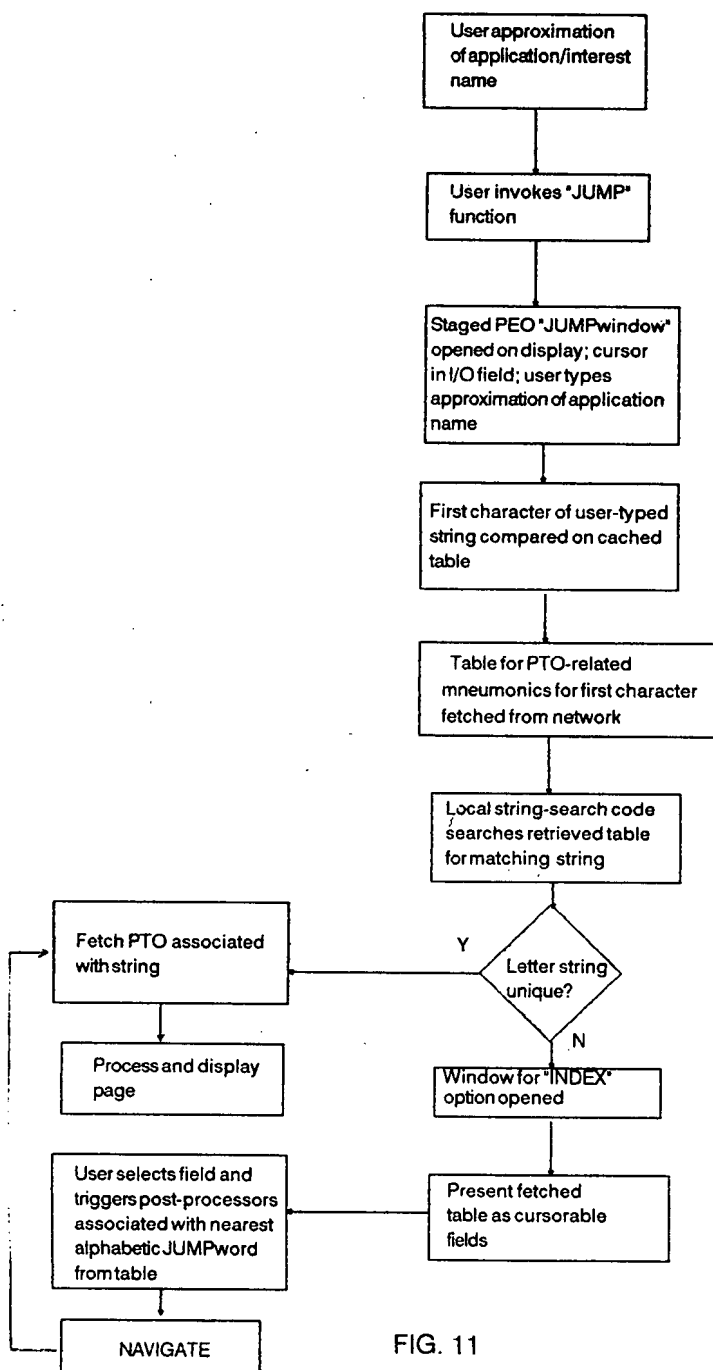 User approximation
of application/interest
name
User invokes "JUMP"
function
Staged PEO "JUMPwindow"
opened on display; cursor
in I/O field; user types
approximation of application
name
First character of user-typed
string compared on cached
table
Table for PTO-related
mneumonics for first character
fetched from network
Local string-search code
searches retrieved table
for matching string
Letter string
unique?
Y
N
Fetch PTO associated
with string
Process and display
page
Window for "INDEX"
option opened
Present fetched
table as cursorable
fields
User selects field and
triggers post-processors
associated with nearest
alphabetic JUMPword
from table
NAVIGATE
FIG. 11